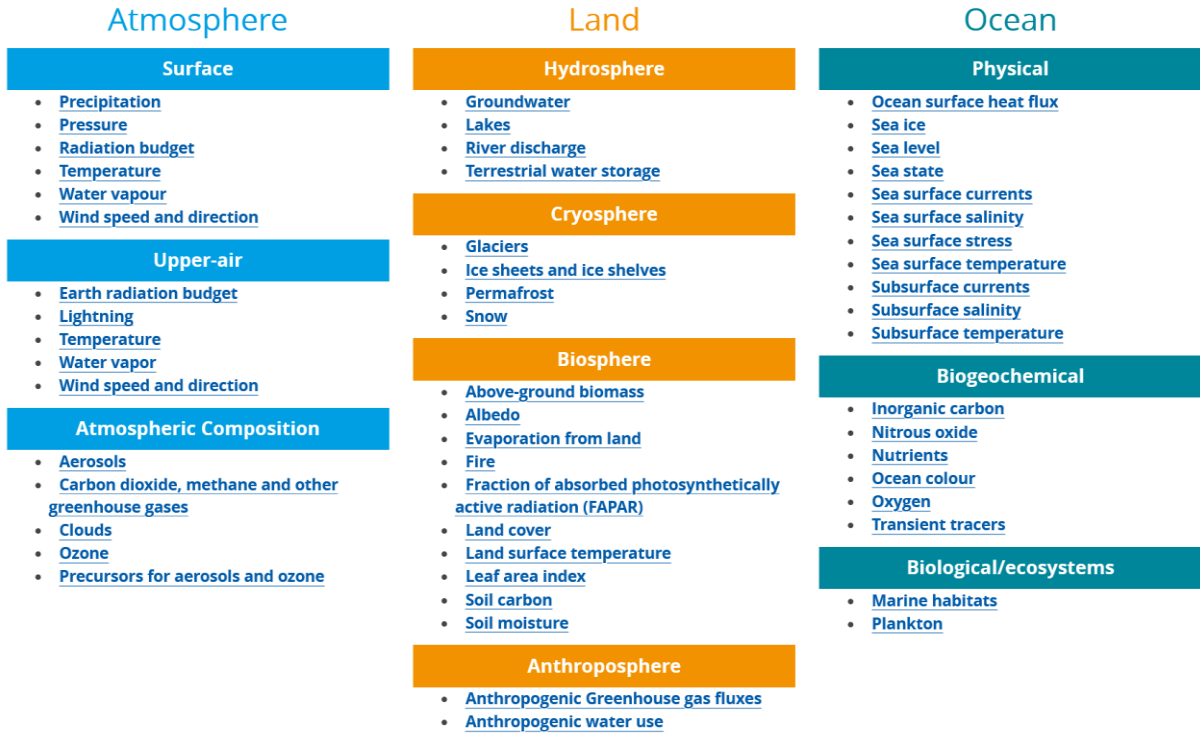 Atmosphere
Surface
Precipitation
Pressure
Radiation budget
Temperature
Water vapour
Wind speed and direction
Upper-air
Earth radiation budget
Lightning
Temperature
Water vapor
Wind speed and direction
Atmospheric Composition
Aerosols
Carbon dioxide, methane and other
greenhouse gases
Clouds
Ozone
Precursors for aerosols and ozone
Land
Hydrosphere
Groundwater
Lakes
River discharge
Terrestrial water storage
Cryosphere
Glaciers
Ice sheets and ice shelves
Permafrost
Snow
Biosphere
Above-ground biomass
Albedo
Evaporation from land
Fire
Fraction of absorbed photosynthetically
active radiation (FAPAR)
Land cover
Land surface temperature
Leaf area index
Soil carbon
Soil moisture
Anthroposphere
Anthropogenic Greenhouse gas fluxes
Anthropogenic water use
Ocean
Physical
Ocean surface heat flux
Sea ice
Sea level
Sea state
Sea surface currents
Sea surface salinity
Sea surface stress
Sea surface temperature
Subsurface currents
Subsurface salinity
Subsurface temperature
Biogeochemical
Inorganic carbon
Nitrous oxide
Nutrients
Ocean colour
Oxygen
Transient tracers
Biological/ecosystems
Marine habitats
Plankton